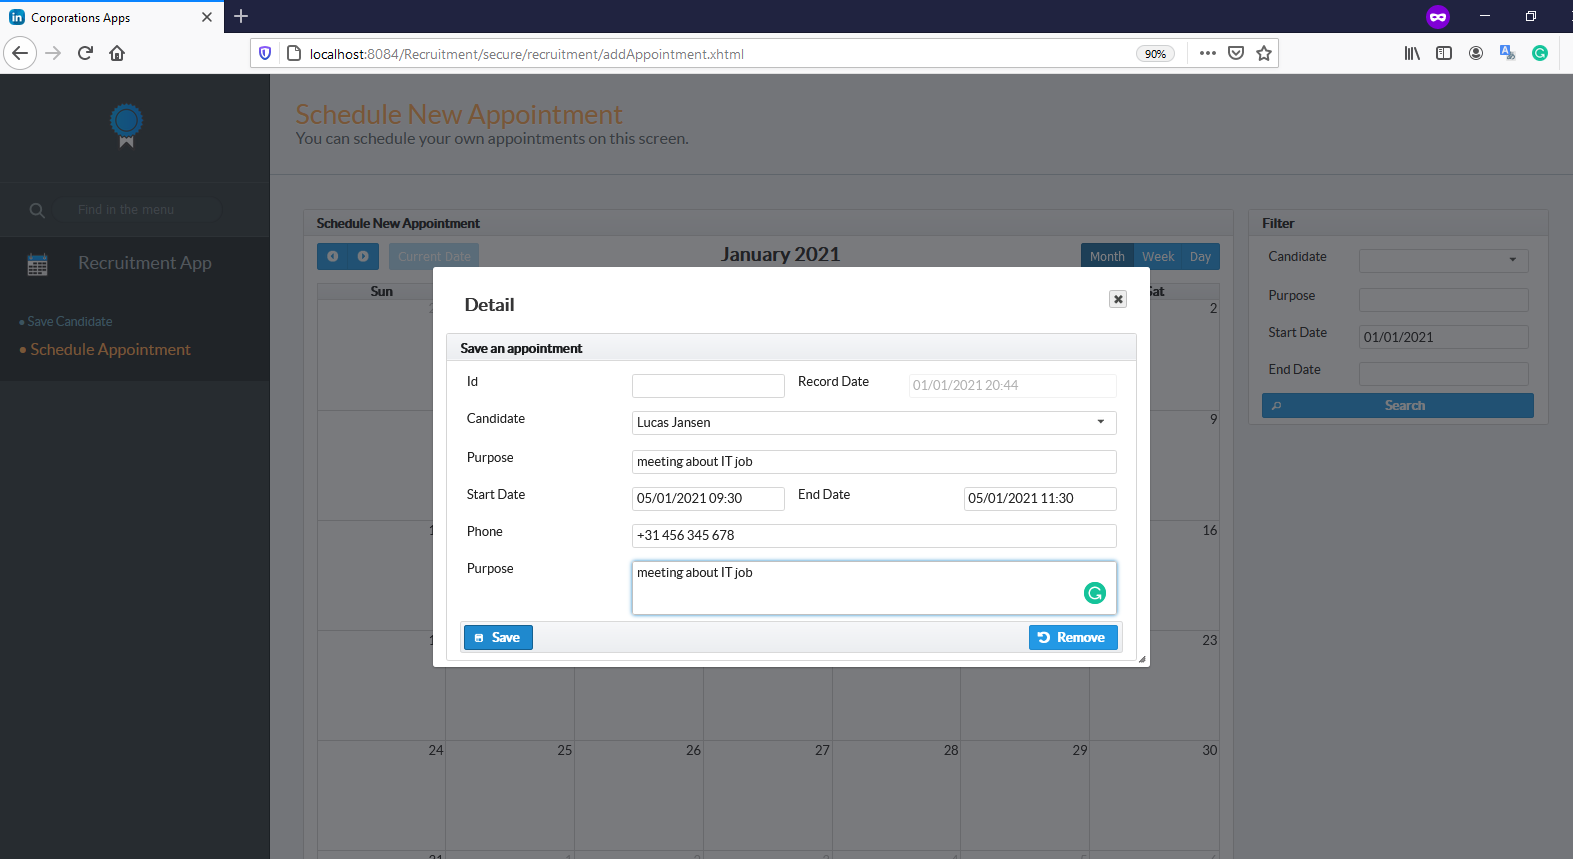 in Corporations Apps
localhost:8084/Recruitment/secure/recruitment/addAppointment.xhtml 90%
Schedule New Appointment
You can schedule your own appointments on this screen.
Find in the menu
Recruitment App
• Save Candidate
• Schedule Appointment
Schedule New Appointment
Current Date
January 2021
Month Week Day
Sun
2
9
16
23
24 25 26 27 28 29 30
31
Filter
Candidate
Purpose
Start Date 01/01/2021
End Date
Search
Detail
Save an appointment
Id Record Date 01/01/2021 20:44
Candidate Lucas Jansen
Purpose meeting about IT job
Start Date 05/01/2021 09:30 End Date 05/01/2021 11:30
Phone +31 456 345 678
Purpose meeting about IT job
Save Remove